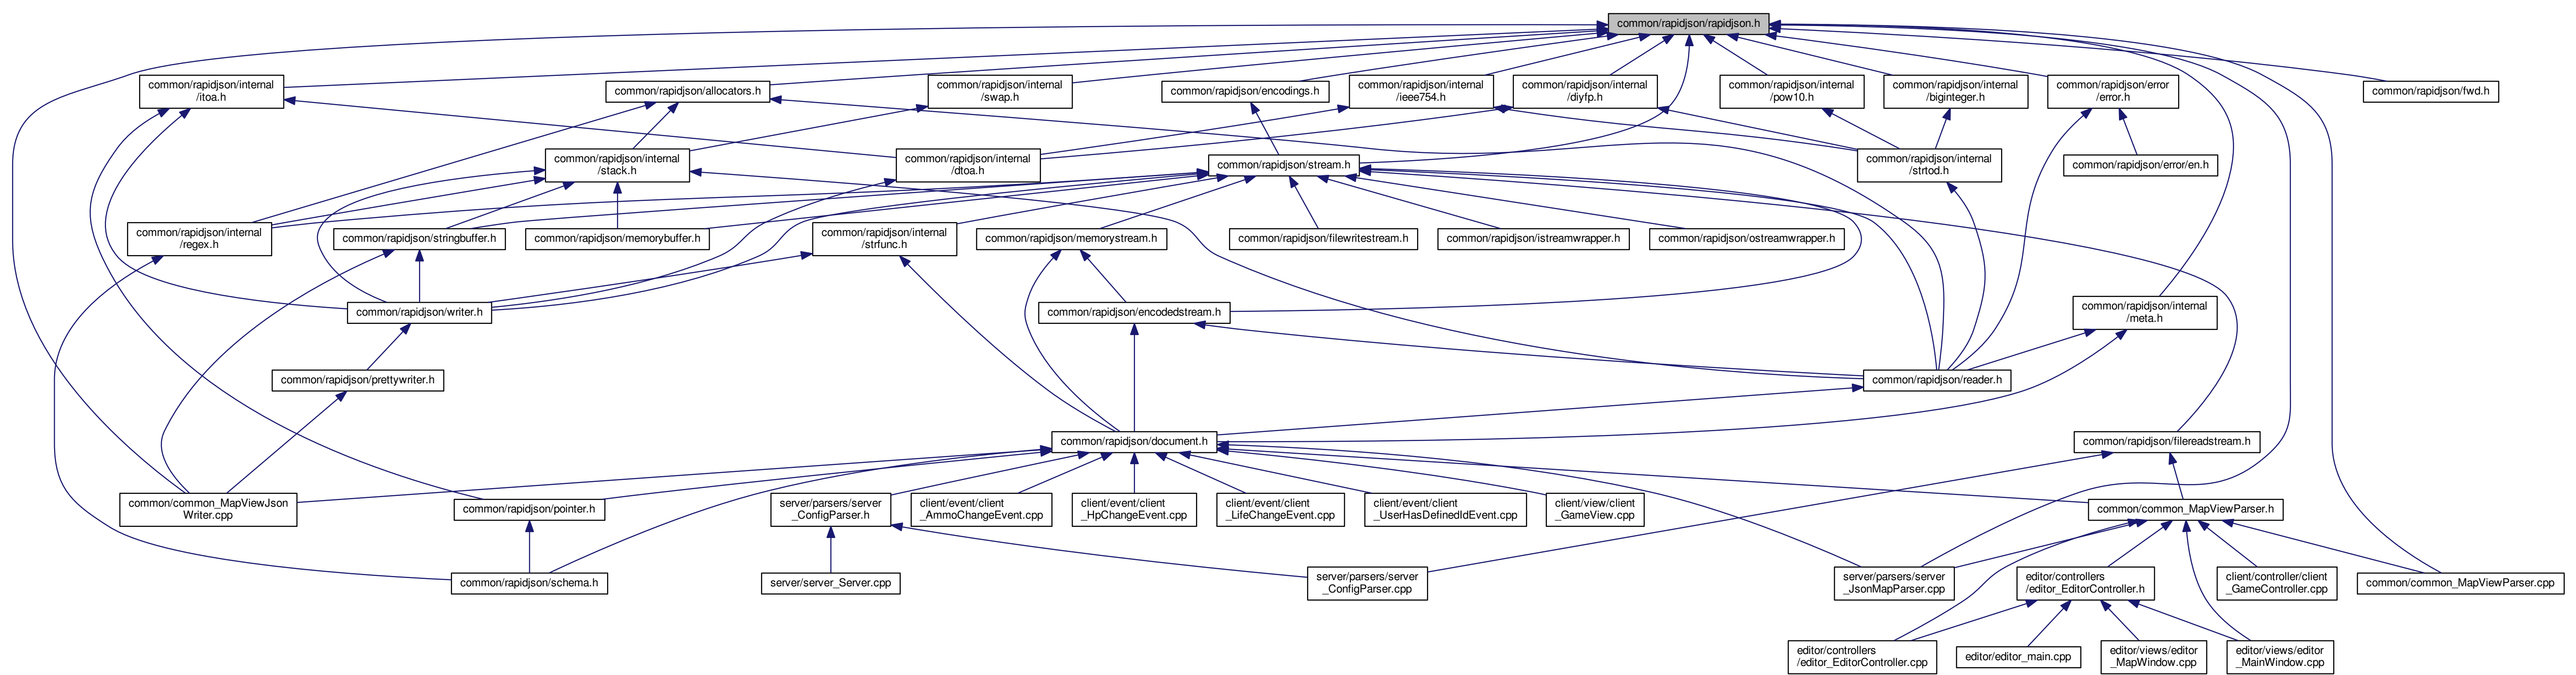 common/rapidjson/rapidjson.h
common/rapidjson/internal
/itoa.h
common/rapidjson/allocators.h
common/rapidjson/internal
/swap.h
common/rapidjson/encodings.h
common/rapidjson/internal
/ieee754.h
common/rapidjson/internal
/diyfp.h
common/rapidjson/internal
/pow10.h
common/rapidjson/internal
/biginteger.h
common/rapidjson/error
/error.h
common/rapidjson/fwd.h
common/rapidjson/internal
/stack.h
common/rapidjson/internal
/dtoa.h
common/rapidjson/stream.h
common/rapidjson/internal
/strtod.h
common/rapidjson/error/en.h
common/rapidjson/internal
/regex.h
common/rapidjson/stringbuffer.h
common/rapidjson/memorybuffer.h
common/rapidjson/internal
/strfunc.h
common/rapidjson/memorystream.h
common/rapidjson/filewritestream.h
common/rapidjson/istreamwrapper.h
common/rapidjson/ostreamwrapper.h
common/rapidjson/writer.h
common/rapidjson/encodedstream.h
common/rapidjson/internal
/meta.h
common/rapidjson/prettywriter.h
common/rapidjson/reader.h
common/rapidjson/document.h
common/rapidjson/filereadstream.h
common/common_MapViewJson
Writer.cpp
common/rapidjson/pointer.h
server/parsers/server
_ConfigParser.h
client/event/client
_AmmoChangeEvent.cpp
client/event/client
_HpChangeEvent.cpp
client/event/client
_LifeChangeEvent.cpp
client/event/client
_UserHasDefinedIdEvent.cpp
client/view/client
_GameView.cpp
common/common_MapViewParser.h
common/rapidjson/schema.h
server/server_Server.cpp
server/parsers/server
_ConfigParser.cpp
server/parsers/server
_JsonMapParser.cpp
editor/controllers
/editor_EditorController.h
client/controller/client
_GameController.cpp
common/common_MapViewParser.cpp
editor/controllers
/editor_EditorController.cpp
editor/editor_main.cpp
editor/views/editor
_MapWindow.cpp
editor/views/editor
_MainWindow.cpp